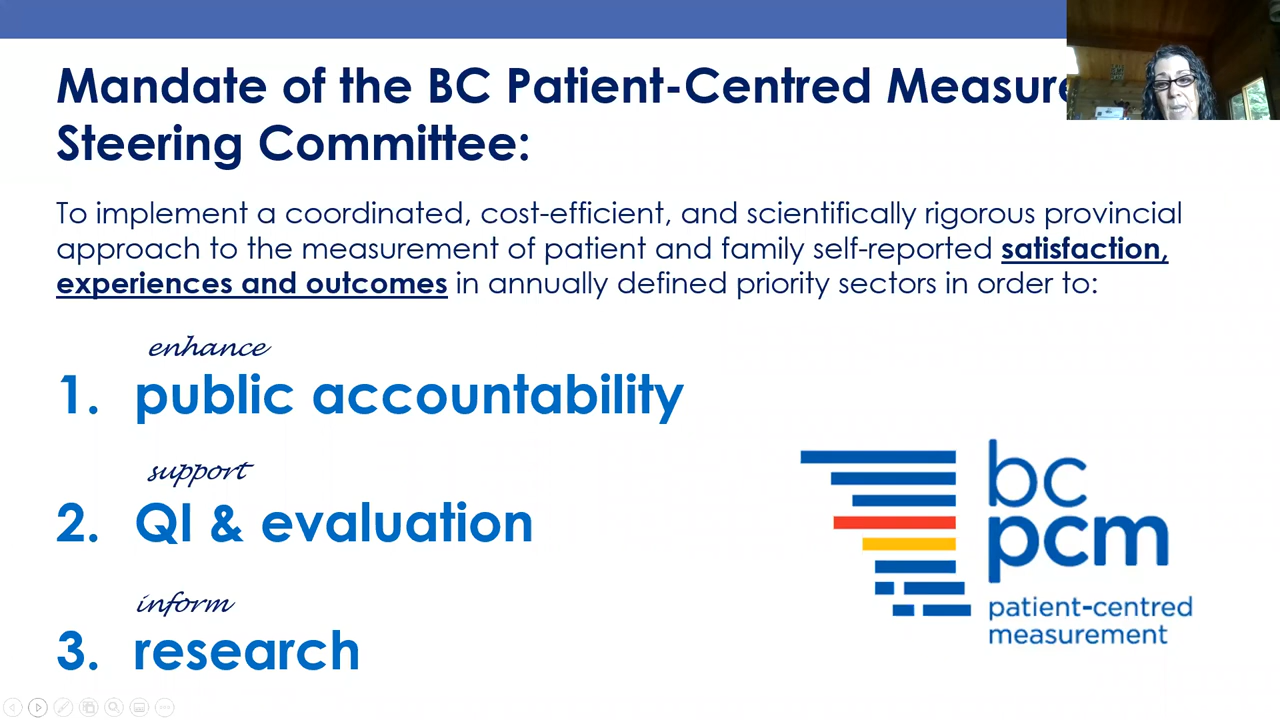 Mandate of the BC Patient-Centred Measure
Steering Committee:
To implement a coordinated, cost-efficient, and scientifically rigorous provincial
approach to the measurement of patient and family self-reported satisfaction,
experiences and outcomes in annually defined priority sectors in order to:
enhance
1. public accountability
support
2. QI & evaluation
inform
3. research
bc
pcm
patient-centred
measurement